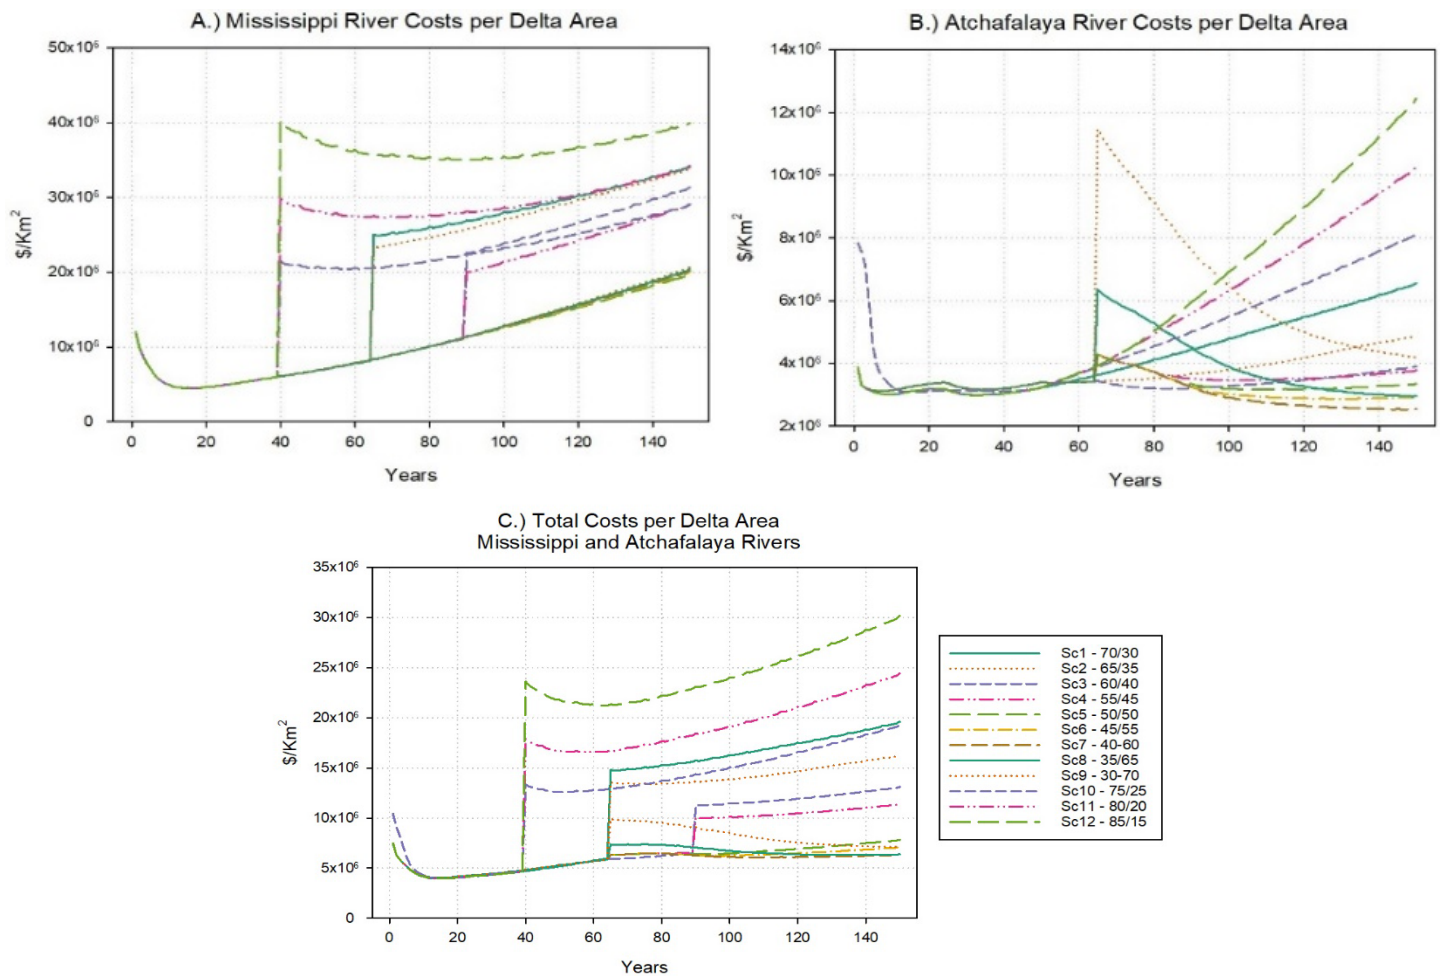 A.) Mississippi River Costs per Delta Area
50x10⁶
40x10⁶
30x10⁶
20x10⁶
10x10⁶
0
$/Km²
0 20 40 60 80 100 120 140
Years
B.) Atchafalaya River Costs per Delta Area
14x10⁶
12x10⁶
10x10⁶
8x10⁶
6x10⁶
4x10⁶
2x10⁶
$/Km²
0 20 40 60 80 100 120 140
Years
C.) Total Costs per Delta Area
Mississippi and Atchafalaya Rivers
35x10⁶
30x10⁶
25x10⁶
20x10⁶
15x10⁶
10x10⁶
5x10⁶
0
$/Km²
0 20 40 60 80 100 120 140
Years
Sc1 - 70/30
Sc2 - 65/35
Sc3 - 60/40
Sc4 - 55/45
Sc5 - 50/50
Sc6 - 45/55
Sc7 - 40-60
Sc8 - 35/65
Sc9 - 30-70
Sc10 - 75/25
Sc11 - 80/20
Sc12 - 85/15